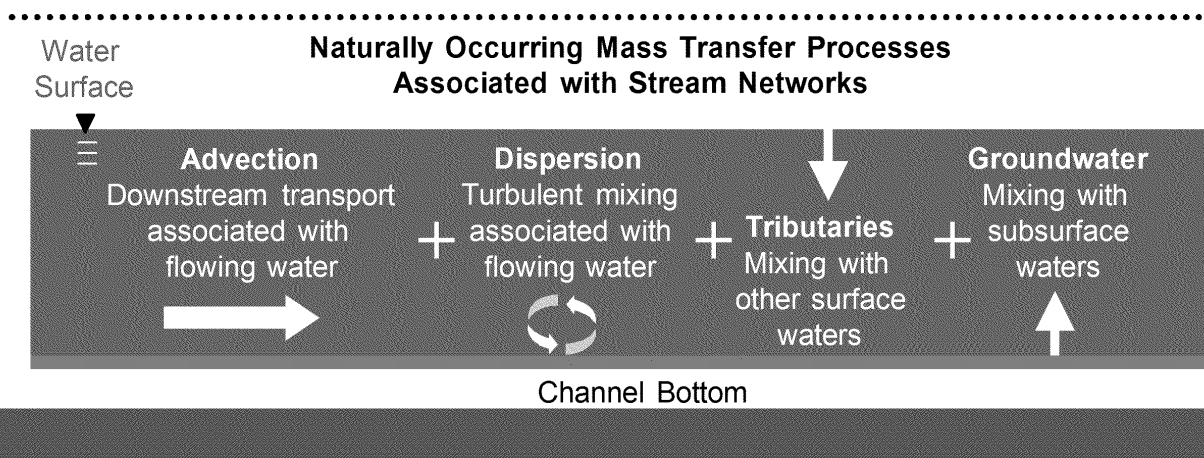 Water
Surface
Naturally Occurring Mass Transfer Processes
Associated with Stream Networks
Advection
Downstream transport
associated with
flowing water
+
Dispersion
Turbulent mixing
associated with
flowing water
+
Tributaries
Mixing with
other surface
waters
+
Groundwater
Mixing with
subsurface
waters
Channel Bottom